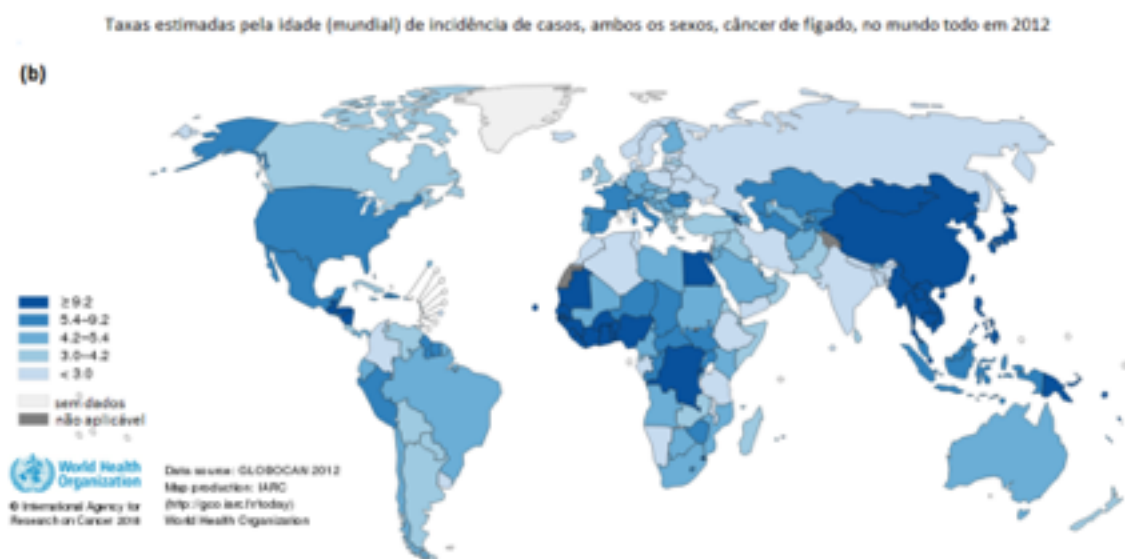 Taxas estimadas pela idade (mundial) de incidência de casos, ambos os sexos, câncer de fígado, no mundo todo em 2012
(b)
≥ 9.2
5.4–9.2
4.2–5.4
3.0–4.2
< 3.0
sem dados
não aplicável
World Health
Organization
© International Agency for
Research on Cancer 2018
Data source: GLOBOCAN 2012
Map production: IARC
(http://gco.iarc.fr/today)
World Health Organization